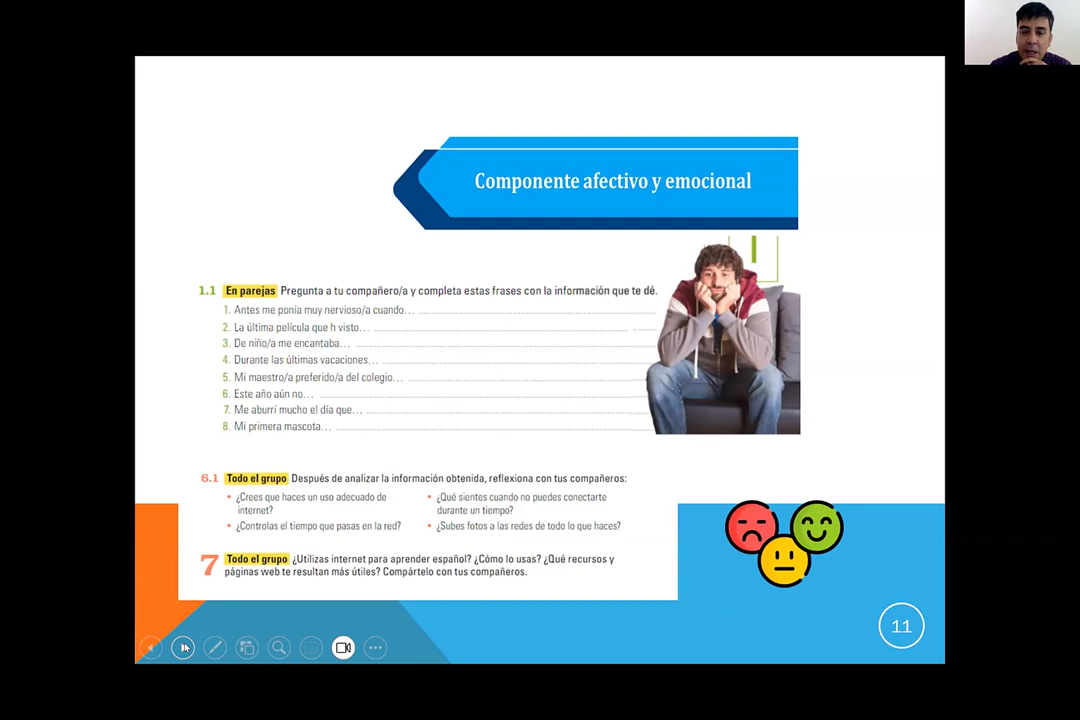 Componente afectivo y emocional
1.1 En parejas Pregunta a tu compañero/a y completa estas frases con la información que te dé.
1. Antes me ponía muy nervioso/a cuando...
2. La última película que h visto...
3. De niño/a me encantaba...
4. Durante las últimas vacaciones...
5. Mi maestro/a preferido/a del colegio...
6. Este año aún no...
7. Me aburrí mucho el día que...
8. Mi primera mascota...
6.1 Todo el grupo Después de analizar la información obtenida, reflexiona con tus compañeros:
• ¿Crees que haces un uso adecuado de
internet?
• ¿Controlas el tiempo que pasas en la red?
• ¿Qué sientes cuando no puedes conectarte
durante un tiempo?
• ¿Subes fotos a las redes de todo lo que haces?
7 Todo el grupo ¿Utilizas internet para aprender español? ¿Cómo lo usas? ¿Qué recursos y
páginas web te resultan más útiles? Compártelo con tus compañeros.
11